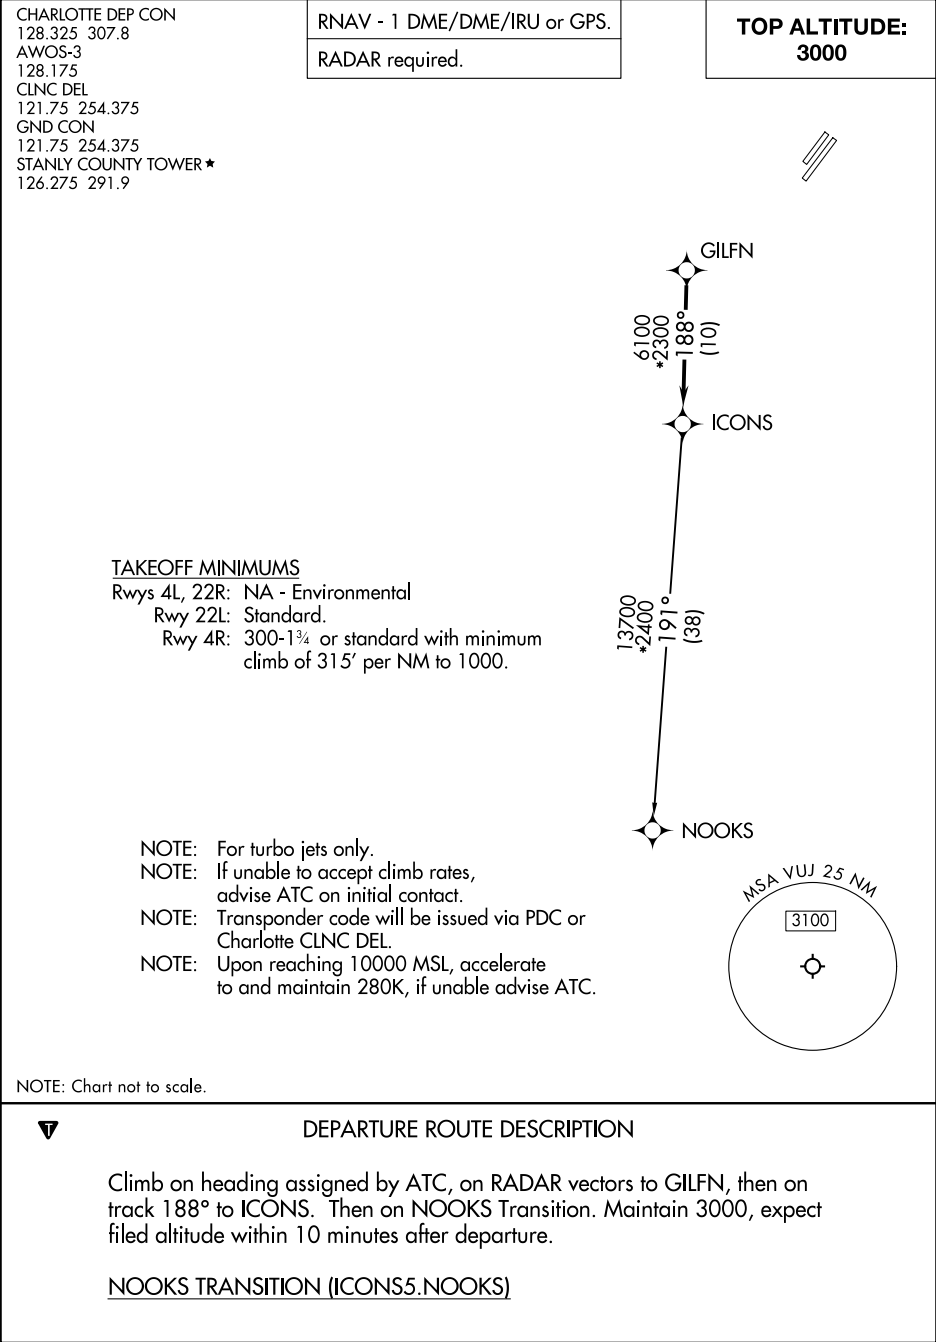 CHARLOTTE DEP CON
128.325 307.8
AWOS-3
128.175
CLNC DEL
121.75 254.375
GND CON
121.75 254.375
STANLY COUNTY TOWER★
126.275 291.9
RNAV - 1 DME/DME/IRU or GPS.
RADAR required.
TOP ALTITUDE:
3000
GILFN
6100
*2300
188°
(10)
ICONS
TAKEOFF MINIMUMS
Rwys 4L, 22R: NA - Environmental
Rwy 22L: Standard.
Rwy 4R: 300-1¾ or standard with minimum
climb of 315' per NM to 1000.
13700
*2400
191°
(38)
NOOKS
NOTE: For turbo jets only.
NOTE: If unable to accept climb rates,
advise ATC on initial contact.
NOTE: Transponder code will be issued via PDC or
Charlotte CLNC DEL.
NOTE: Upon reaching 10000 MSL, accelerate
to and maintain 280K, if unable advise ATC.
MSA VUJ 25 NM
3100
NOTE: Chart not to scale.
T
DEPARTURE ROUTE DESCRIPTION
Climb on heading assigned by ATC, on RADAR vectors to GILFN, then on
track 188° to ICONS. Then on NOOKS Transition. Maintain 3000, expect
filed altitude within 10 minutes after departure.
NOOKS TRANSITION (ICONS5.NOOKS)